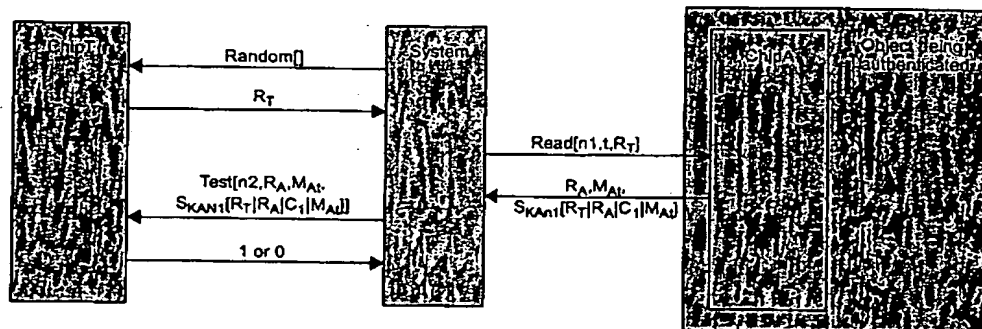 ChipT
System
ChipA
Object being
authenticated
Random[]
R_T
Read[n1,t,R_T]
Test[n2,R_A,M_At,
S_KAN1[R_T|R_A|C_1|M_At]]
R_A,M_At,
S_KAn1[R_T|R_A|C_1|M_At]
1 or 0